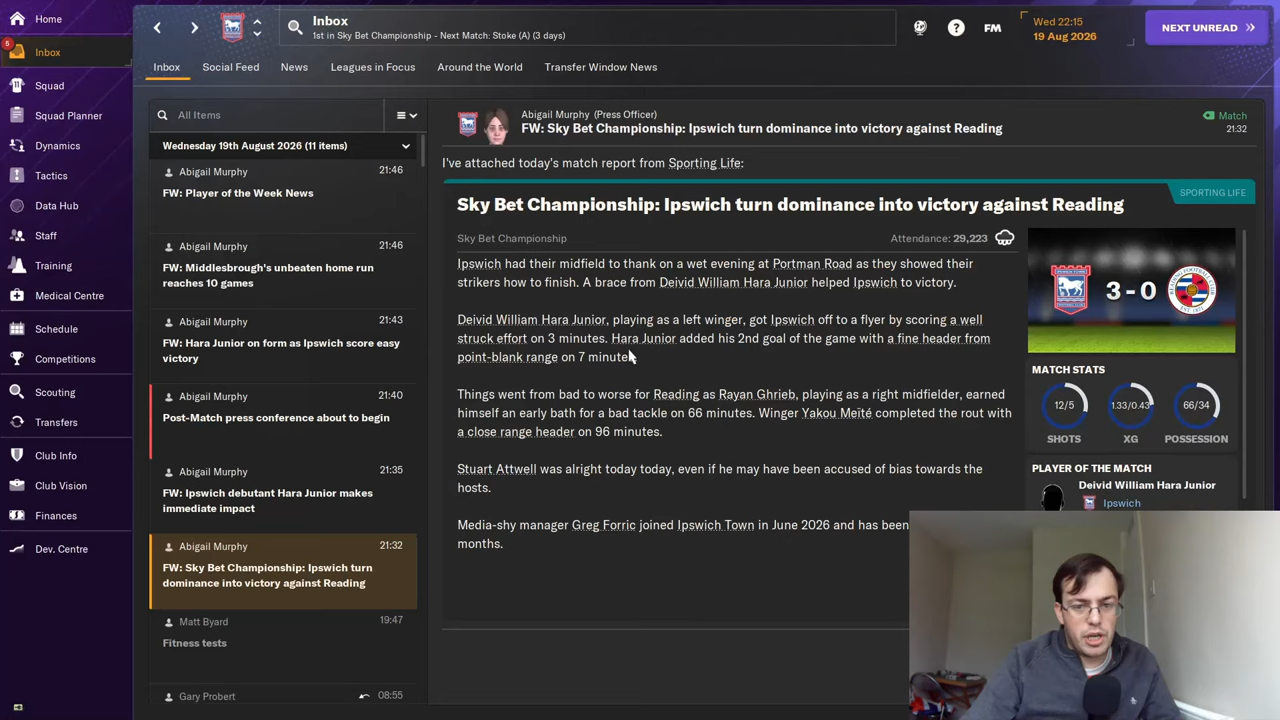 Home
5
Inbox
Squad
Squad Planner
Dynamics
Tactics
Data Hub
Staff
Training
Medical Centre
Schedule
Competitions
Scouting
Transfers
Club Info
Club Vision
Finances
Dev. Centre
Inbox
1st in Sky Bet Championship - Next Match: Stoke (A) (3 days)
?
FM
Wed 22:15
19 Aug 2026
NEXT UNREAD
Inbox
Social Feed
News
Leagues in Focus
Around the World
Transfer Window News
All Items
Wednesday 19th August 2026 (11 items)
Abigail Murphy 21:46
FW: Player of the Week News
Abigail Murphy 21:46
FW: Middlesbrough's unbeaten home run
reaches 10 games
Abigail Murphy 21:43
FW: Hara Junior on form as Ipswich score easy
victory
Abigail Murphy 21:40
Post-Match press conference about to begin
Abigail Murphy 21:35
FW: Ipswich debutant Hara Junior makes
immediate impact
Abigail Murphy 21:32
FW: Sky Bet Championship: Ipswich turn
dominance into victory against Reading
Matt Byard 19:47
Fitness tests
Gary Probert 08:55
Abigail Murphy (Press Officer)
FW: Sky Bet Championship: Ipswich turn dominance into victory against Reading
Match
21:32
I've attached today's match report from Sporting Life:
SPORTING LIFE
Sky Bet Championship: Ipswich turn dominance into victory against Reading
Sky Bet Championship
Attendance: 29,223
Ipswich had their midfield to thank on a wet evening at Portman Road as they showed their
strikers how to finish. A brace from Deivid William Hara Junior helped Ipswich to victory.
Deivid William Hara Junior, playing as a left winger, got Ipswich off to a flyer by scoring a well
struck effort on 3 minutes. Hara Junior added his 2nd goal of the game with a fine header from
point-blank range on 7 minute
Things went from bad to worse for Reading as Rayan Ghrieb, playing as a right midfielder, earned
himself an early bath for a bad tackle on 66 minutes. Winger Yakou Meïté completed the rout with
a close range header on 96 minutes.
Stuart Attwell was alright today today, even if he may have been accused of bias towards the
hosts.
Media-shy manager Greg Forric joined Ipswich Town in June 2026 and has been
months.
3 - 0
MATCH STATS
12/5
1.33/0.43
66/34
SHOTS
XG
POSSESSION
PLAYER OF THE MATCH
Deivid William Hara Junior
Ipswich